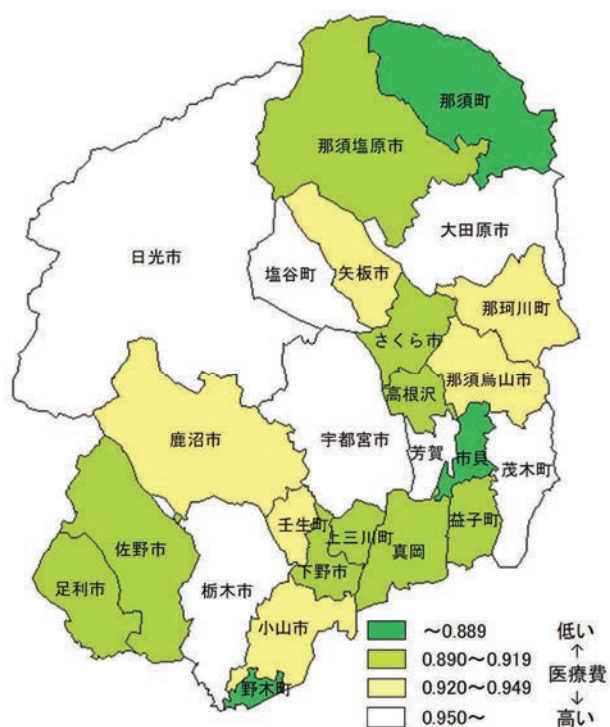 那須町
那須塩原市
大田原市
日光市
塩谷町
矢板市
那珂川町
さくら市
那須烏山市
高根沢
鹿沼市
宇都宮市
芳賀
市貝
茂木町
壬生町
上三川町
益子町
真岡
佐野市
下野市
足利市
栃木市
小山市
野木町
～0.889 低い
↑
0.890～0.919
医療費
0.920～0.949
↓
0.950～ 高い